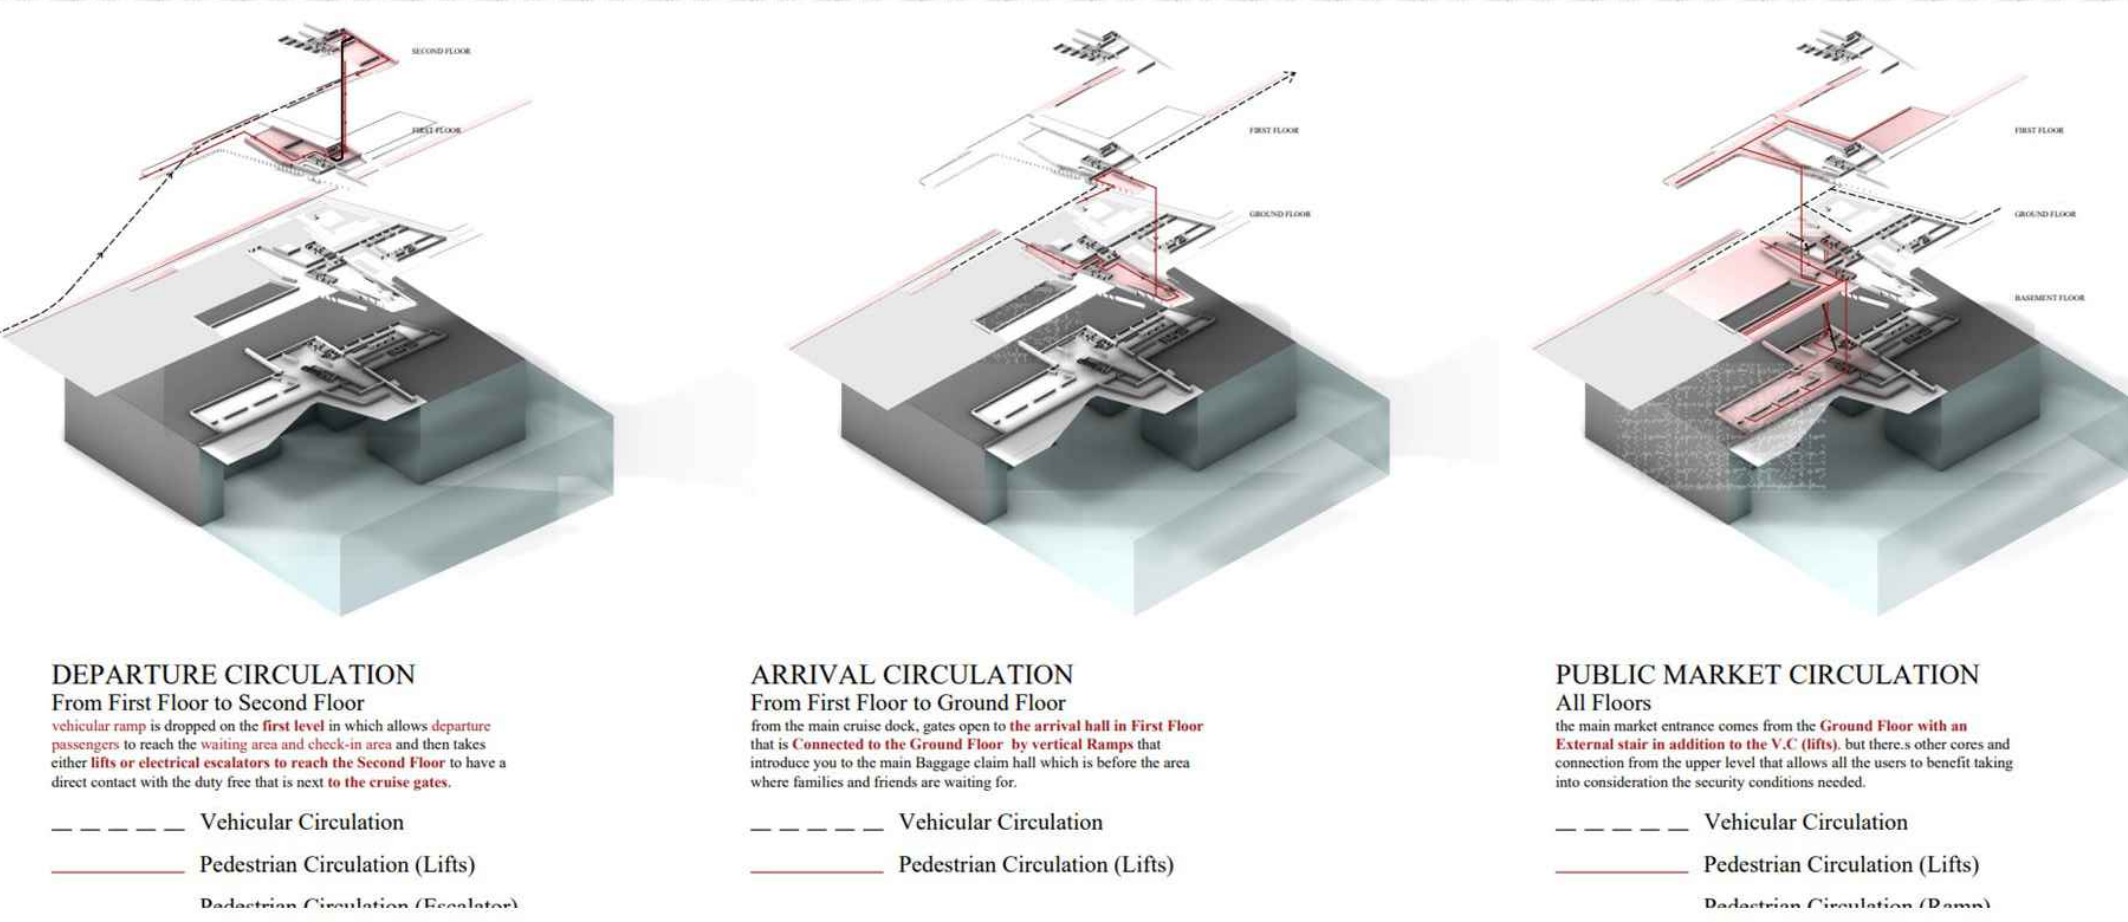 SECOND FLOOR
FIRST FLOOR
FIRST FLOOR
GROUND FLOOR
FIRST FLOOR
GROUND FLOOR
BASEMENT FLOOR
DEPARTURE CIRCULATION
From First Floor to Second Floor
vehicular ramp is dropped on the first level in which allows departure
passengers to reach the waiting area and check-in area and then takes
either lifts or electrical escalators to reach the Second Floor to have a
direct contact with the duty free that is next to the cruise gates.
Vehicular Circulation
Pedestrian Circulation (Lifts)
Pedestrian Circulation (Escalator)
ARRIVAL CIRCULATION
From First Floor to Ground Floor
from the main cruise dock, gates open to the arrival hall in First Floor
that is Connected to the Ground Floor by vertical Ramps that
introduce you to the main Baggage claim hall which is before the area
where families and friends are waiting for.
Vehicular Circulation
Pedestrian Circulation (Lifts)
PUBLIC MARKET CIRCULATION
All Floors
the main market entrance comes from the Ground Floor with an
External stair in addition to the V.C (lifts). but there.s other cores and
connection from the upper level that allows all the users to benefit taking
into consideration the security conditions needed.
Vehicular Circulation
Pedestrian Circulation (Lifts)
Pedestrian Circulation (Ramp)